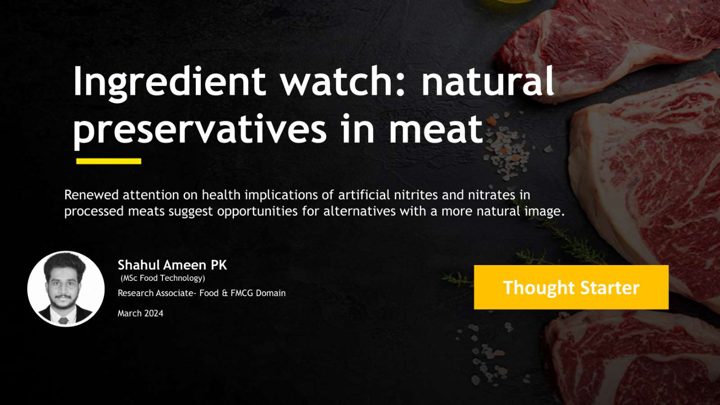 Ingredient watch: natural
preservatives in meat
Renewed attention on health implications of artificial nitrites and nitrates in
processed meats suggest opportunities for alternatives with a more natural image.
Shahul Ameen PK
(MSc Food Technology)
Research Associate- Food & FMCG Domain
March 2024
Thought Starter